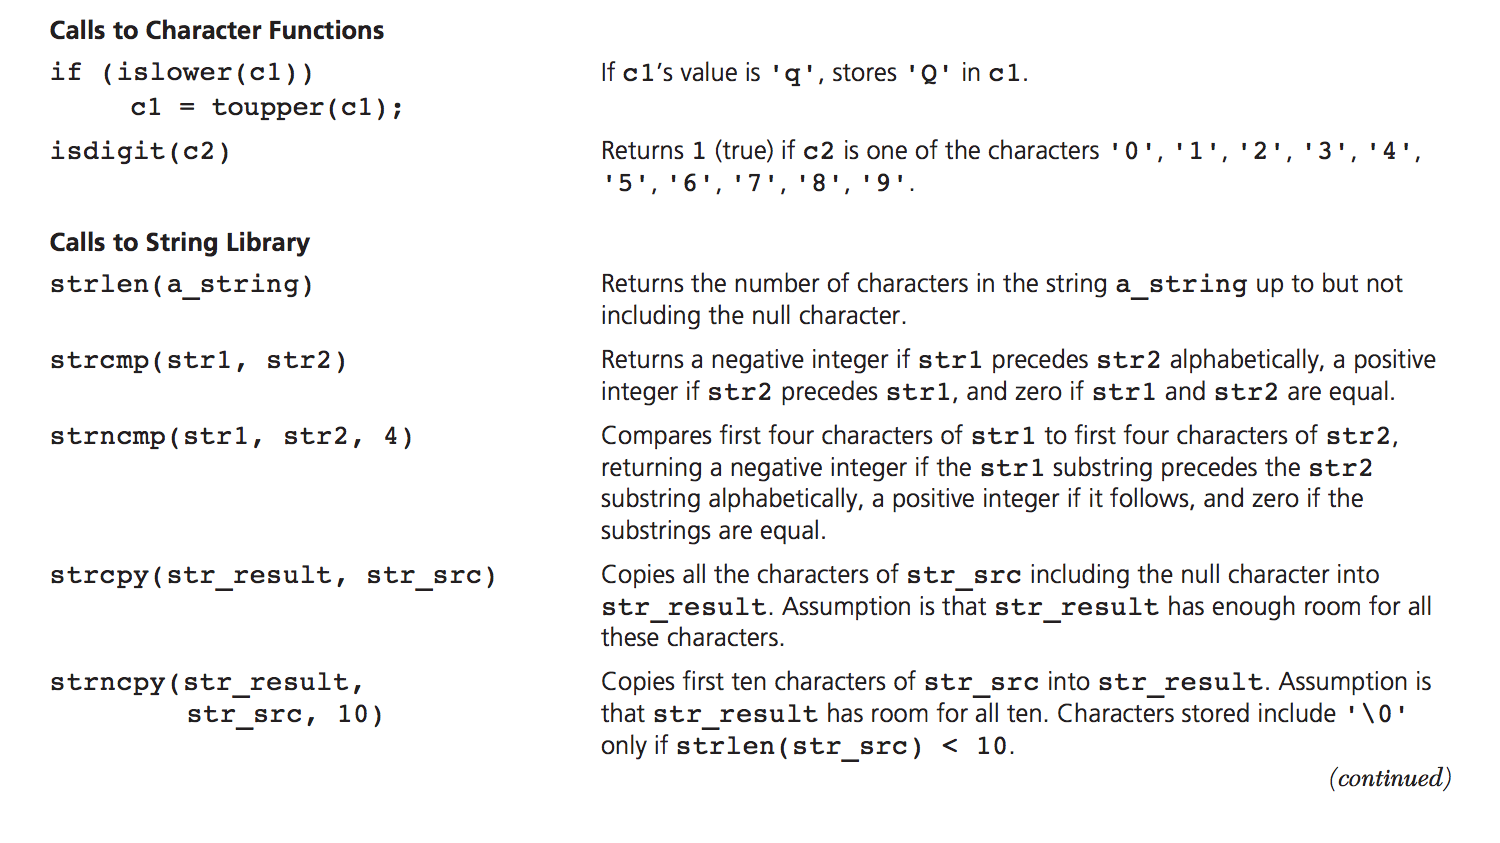 Calls to Character Functions
if (islower(c1))
c1 = toupper(c1);
If c1's value is 'q', stores 'Q' in c1.
isdigit(c2)
Returns 1 (true) if c2 is one of the characters '0', '1', '2', '3', '4',
'5', '6', '7', '8', '9'.
Calls to String Library
strlen(a_string)
Returns the number of characters in the string a_string up to but not
including the null character.
strcmp(str1, str2)
Returns a negative integer if str1 precedes str2 alphabetically, a positive
integer if str2 precedes str1, and zero if str1 and str2 are equal.
strncmp(str1, str2, 4)
Compares first four characters of str1 to first four characters of str2,
returning a negative integer if the str1 substring precedes the str2
substring alphabetically, a positive integer if it follows, and zero if the
substrings are equal.
strcpy(str_result, str_src)
Copies all the characters of str_src including the null character into
str_result. Assumption is that str_result has enough room for all
these characters.
strncpy(str_result,
str_src, 10)
Copies first ten characters of str_src into str_result. Assumption is
that str_result has room for all ten. Characters stored include '\0'
only if strlen(str_src) < 10.
(continued)